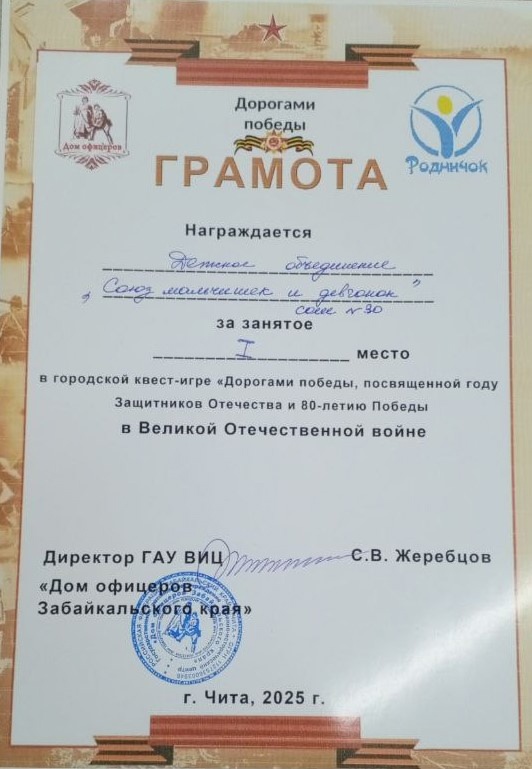 Дорогами
победы
Дом офицеров
Родничок
ГРАМОТА
Награждается
Детское объединение
„Союз мальчишек и девчонок"
сош №30
за занятое
I место
в городской квест-игре «Дорогами победы, посвященной году
Защитников Отечества и 80-летию Победы
в Великой Отечественной войне
Директор ГАУ ВИЦ С.В. Жеребцов
«Дом офицеров
Забайкальского края»
г. Чита, 2025 г.